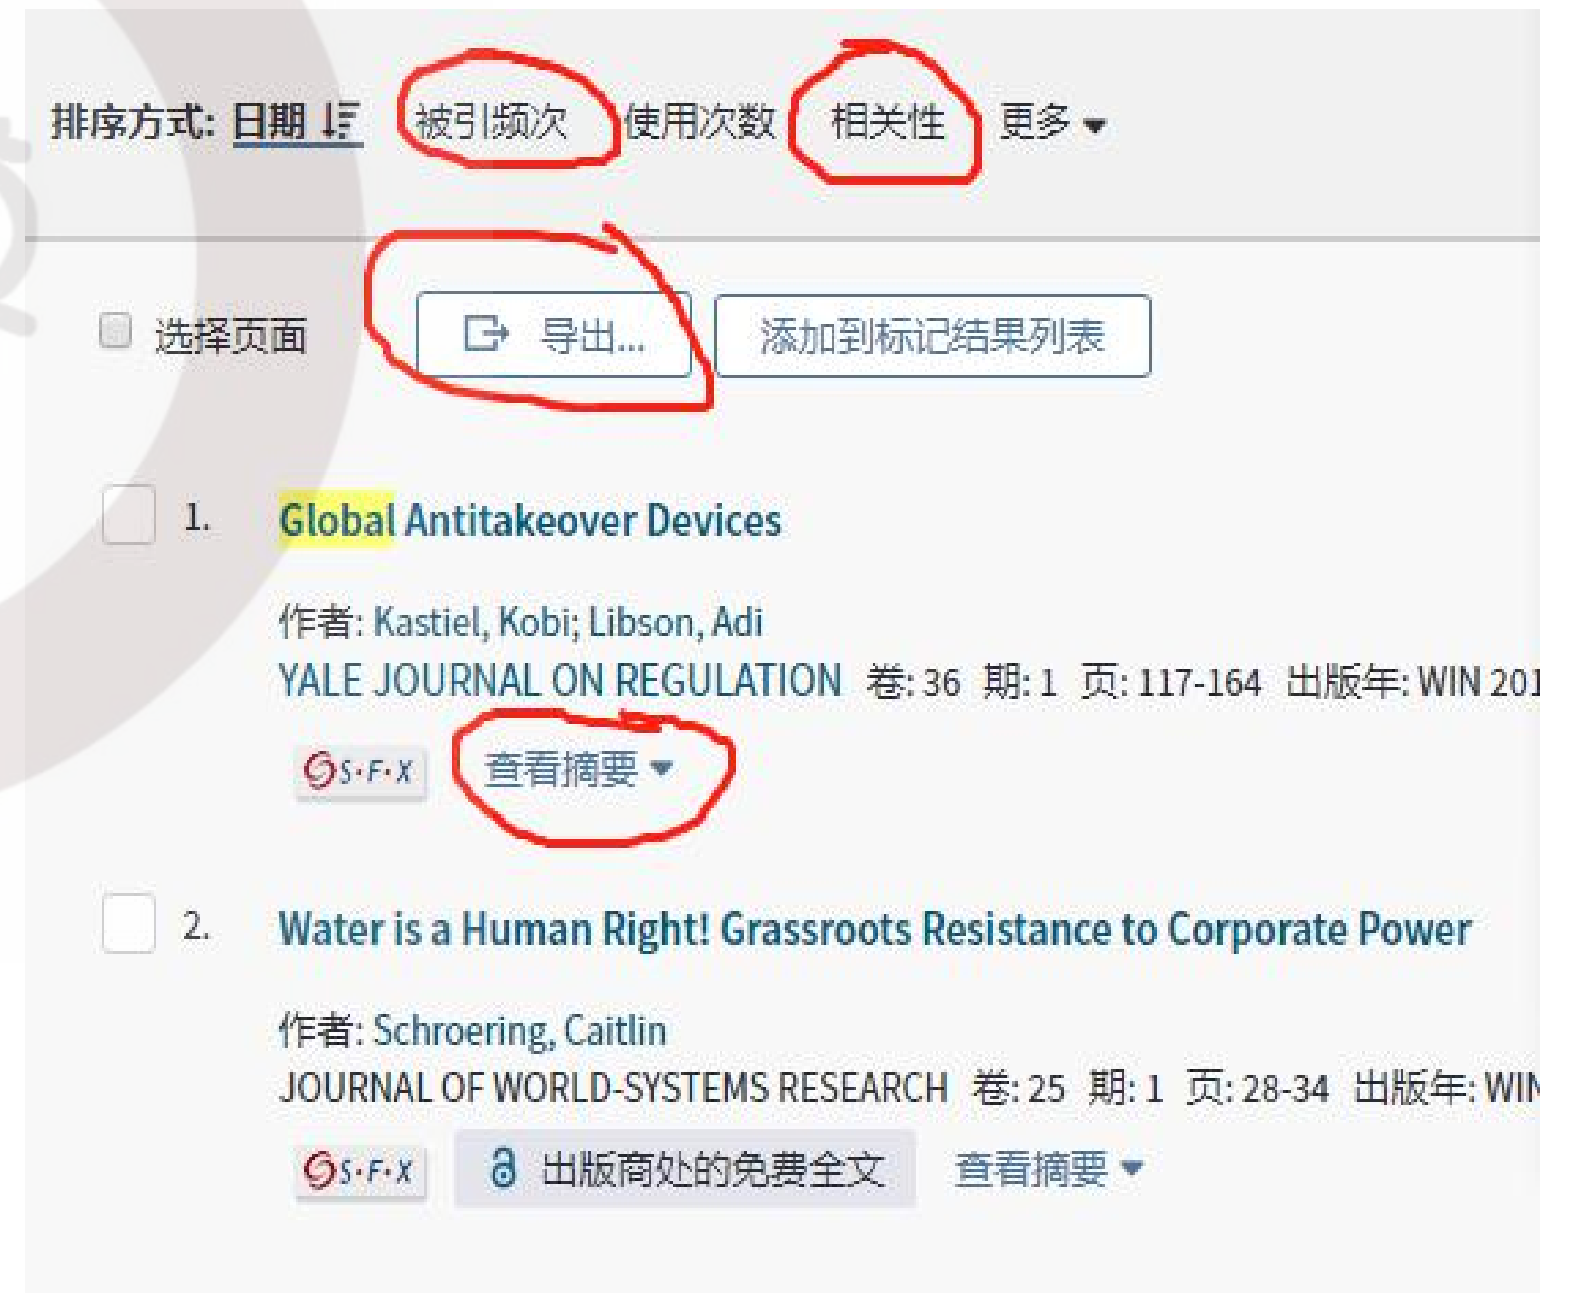 排序方式: 日期 被引频次 使用次数 相关性 更多
选择页面 导出... 添加到标记结果列表
1. Global Antitakeover Devices
作者: Kastiel, Kobi; Libson, Adi
YALE JOURNAL ON REGULATION 卷: 36 期: 1 页: 117-164 出版年: WIN 201
S·F·X 查看摘要
2. Water is a Human Right! Grassroots Resistance to Corporate Power
作者: Schroering, Caitlin
JOURNAL OF WORLD-SYSTEMS RESEARCH 卷: 25 期: 1 页: 28-34 出版年: WIN
S·F·X 出版商处的免费全文 查看摘要